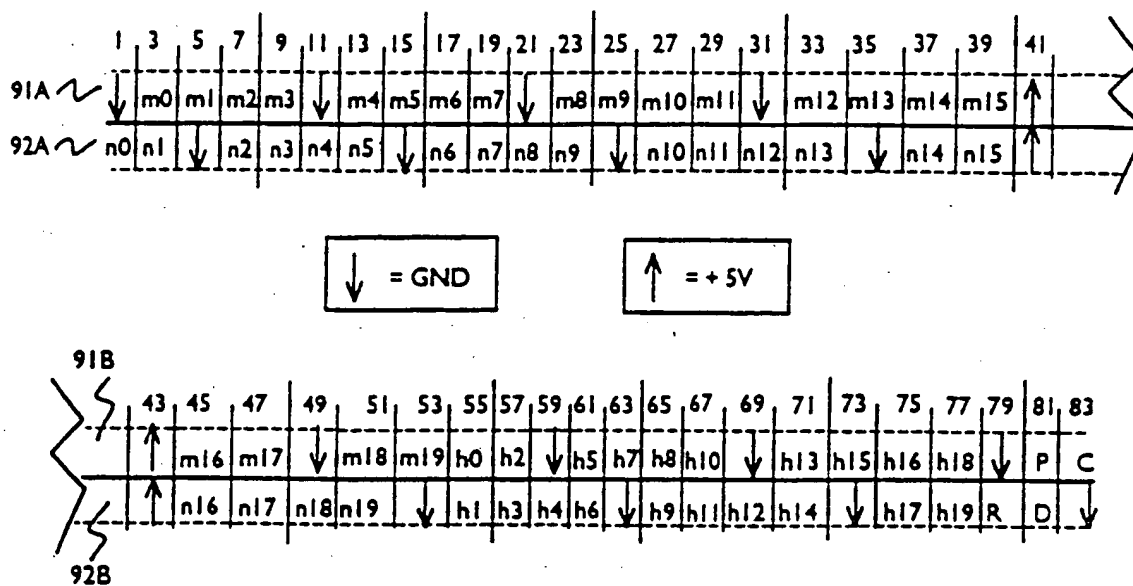 1 3 5 7 9 11 13 15 17 19 21 23 25 27 29 31 33 35 37 39 41
91A m0 m1 m2 m3 m4 m5 m6 m7 m8 m9 m10 m11 m12 m13 m14 m15
92A n0 n1 n2 n3 n4 n5 n6 n7 n8 n9 n10 n11 n12 n13 n14 n15
= GND = + 5V
91B
43 45 47 49 51 53 55 57 59 61 63 65 67 69 71 73 75 77 79 81 83
m16 m17 m18 m19 h0 h2 h5 h7 h8 h10 h13 h15 h16 h18 P C
n16 n17 n18 n19 h1 h3 h4 h6 h9 h11 h12 h14 h17 h19 R D
92B